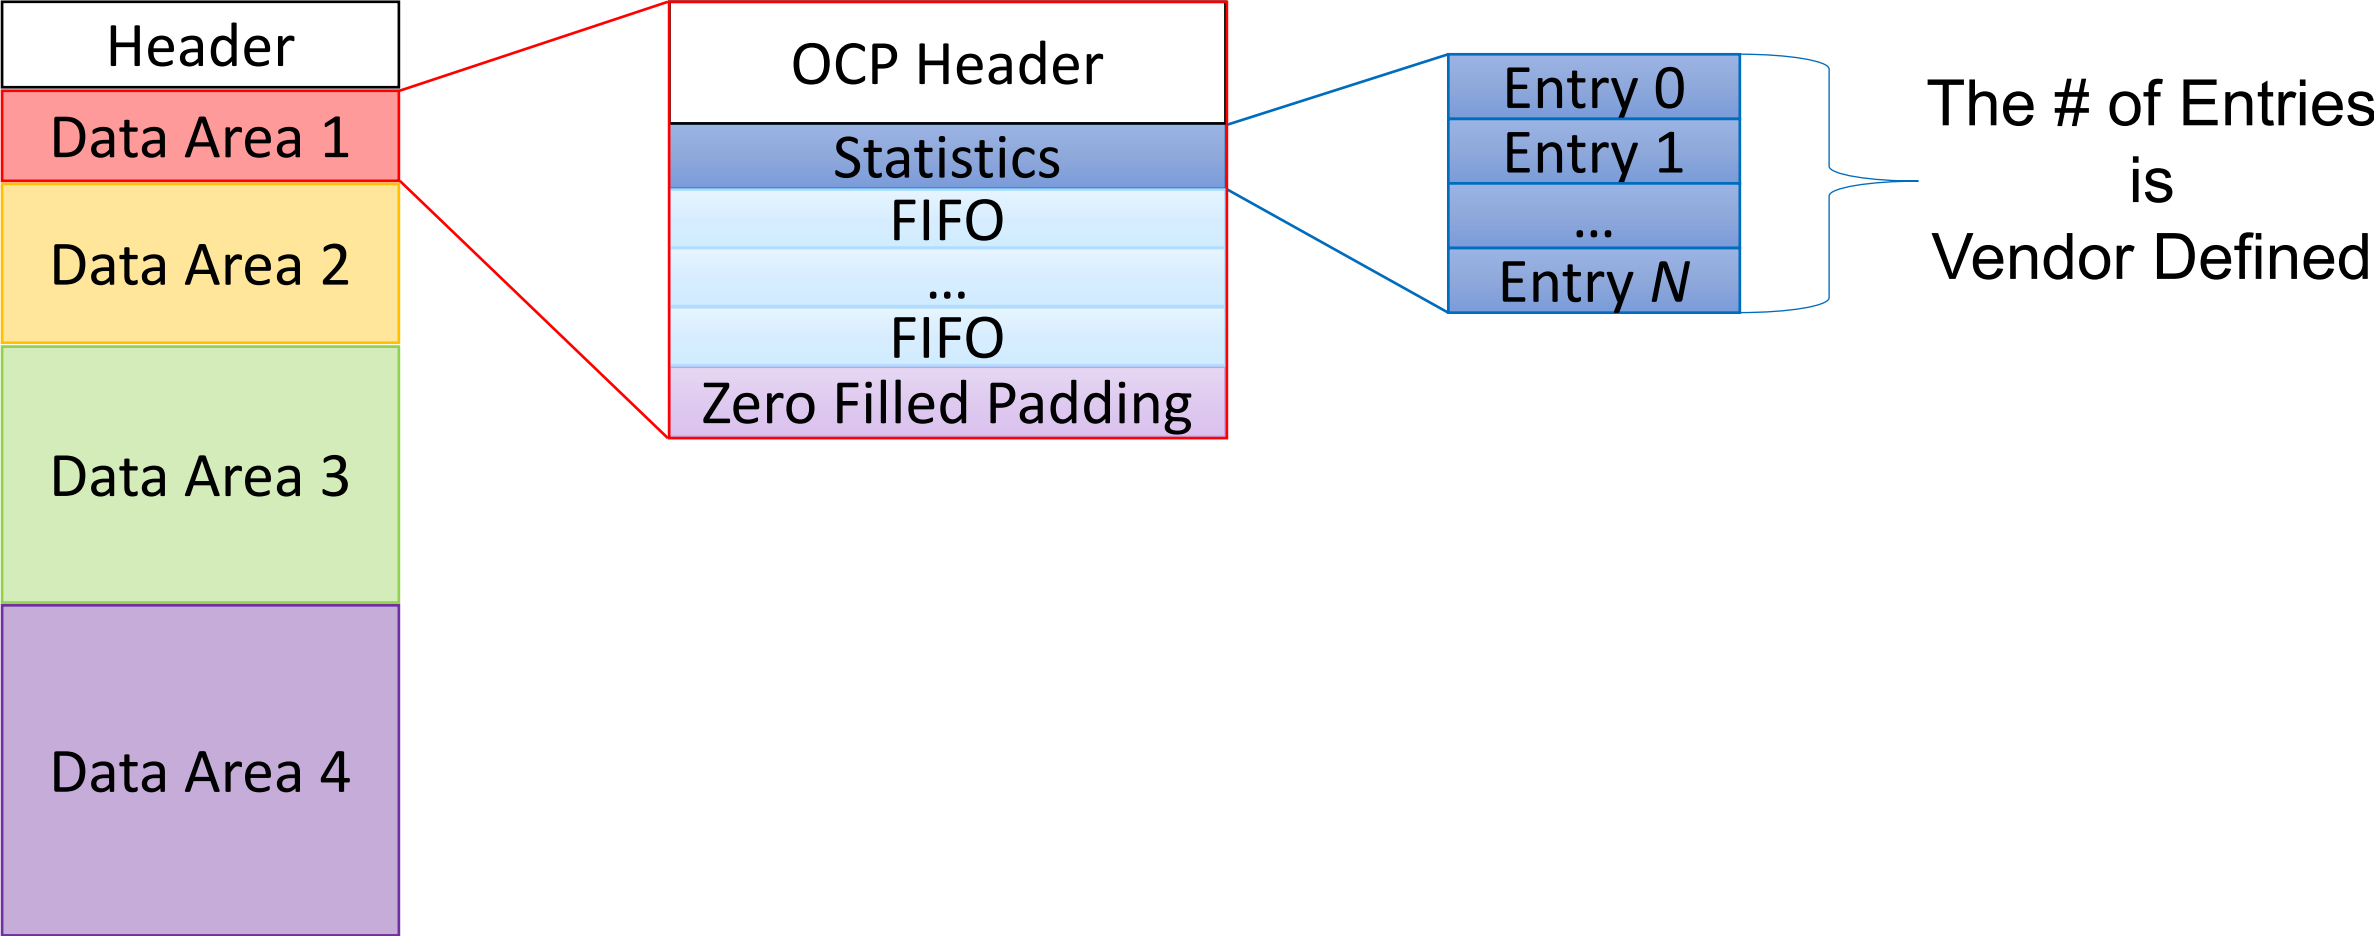 Header
Data Area 1
Data Area 2
Data Area 3
Data Area 4
OCP Header
Statistics
FIFO
...
FIFO
Zero Filled Padding
Entry 0
Entry 1
...
Entry N
The # of Entries
is
Vendor Defined